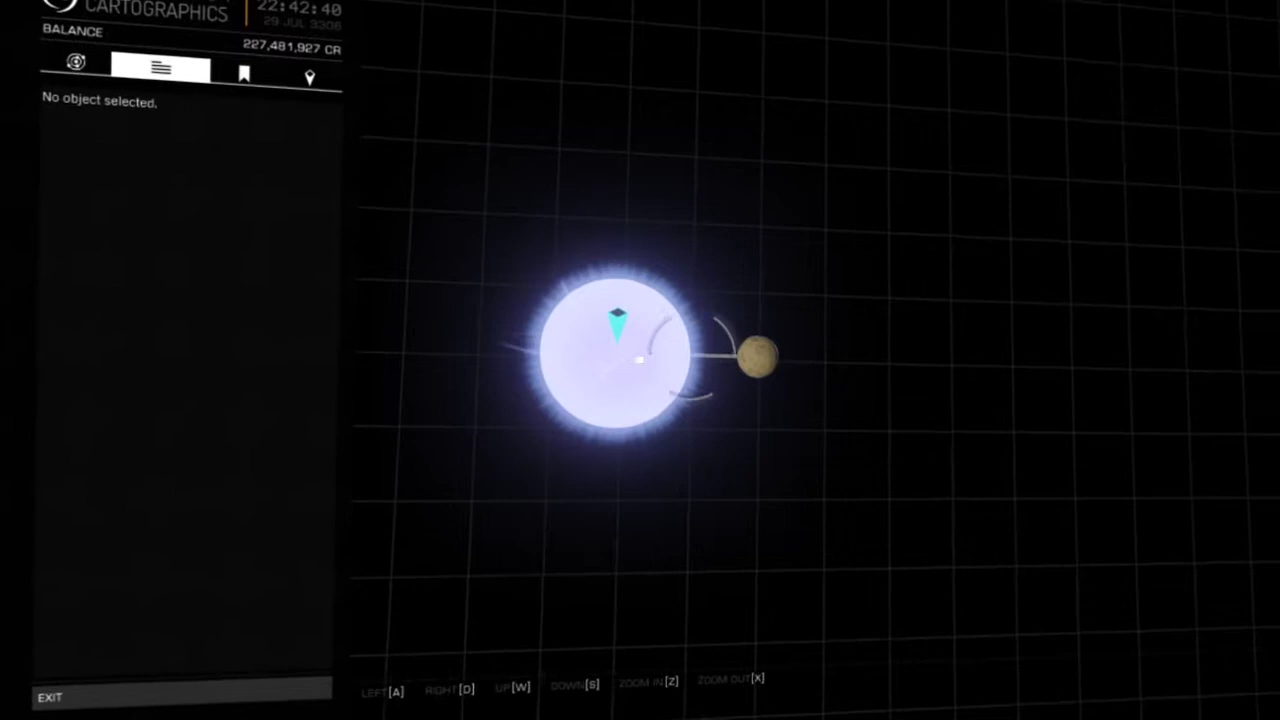 CARTOGRAPHICS
22:42:40
29 JUL 3306
BALANCE
227,481,927 CR
No object selected.
EXIT
LEFT[A] RIGHT[D] UP[W] DOWN[S] ZOOM IN[Z] ZOOM OUT[X]